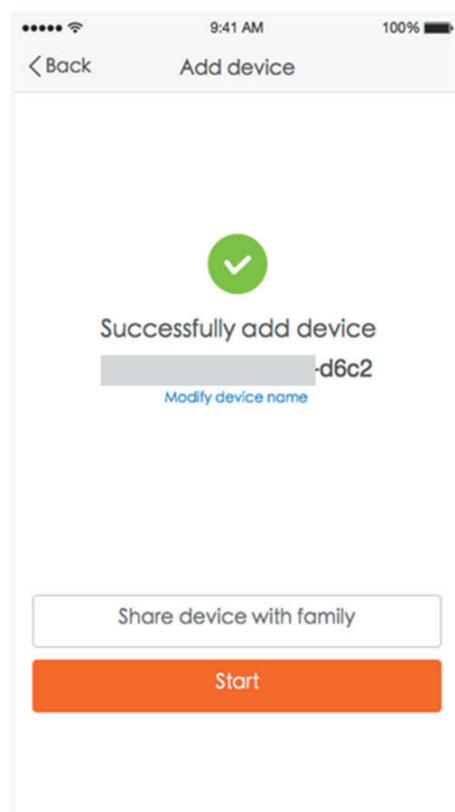 9:41 AM
100%
Back
Add device
Successfully add device
-d6c2
Modify device name
Share device with family
Start